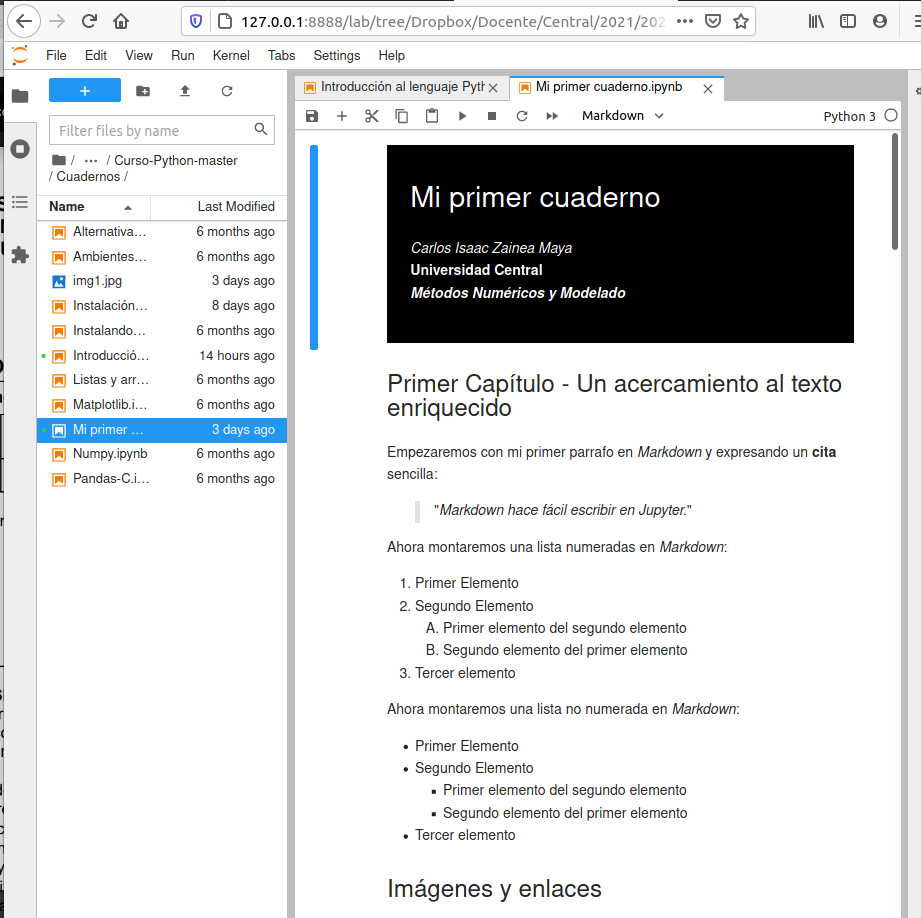 127.0.0.1:8888/lab/tree/Dropbox/Docente/Central/2021/202
File Edit View Run Kernel Tabs Settings Help
+
Introducción al lenguaje Pyth
Mi primer cuaderno.ipynb
Markdown
Python 3
Filter files by name
/ ··· / Curso-Python-master
/ Cuadernos /
Name Last Modified
Alternativa… 6 months ago
Ambientes… 6 months ago
img1.jpg 3 days ago
Instalación… 8 days ago
Instalando… 6 months ago
Introducció… 14 hours ago
Listas y arr… 6 months ago
Matplotlib.i… 6 months ago
Mi primer … 3 days ago
Numpy.ipynb 6 months ago
Pandas-C.i… 6 months ago
Mi primer cuaderno
Carlos Isaac Zainea Maya
Universidad Central
Métodos Numéricos y Modelado
Primer Capítulo - Un acercamiento al texto
enriquecido
Empezaremos con mi primer parrafo en Markdown y expresando un cita
sencilla:
"Markdown hace fácil escribir en Jupyter."
Ahora montaremos una lista numeradas en Markdown:
1. Primer Elemento
2. Segundo Elemento
A. Primer elemento del segundo elemento
B. Segundo elemento del primer elemento
3. Tercer elemento
Ahora montaremos una lista no numerada en Markdown:
• Primer Elemento
• Segundo Elemento
▪ Primer elemento del segundo elemento
▪ Segundo elemento del primer elemento
• Tercer elemento
Imágenes y enlaces